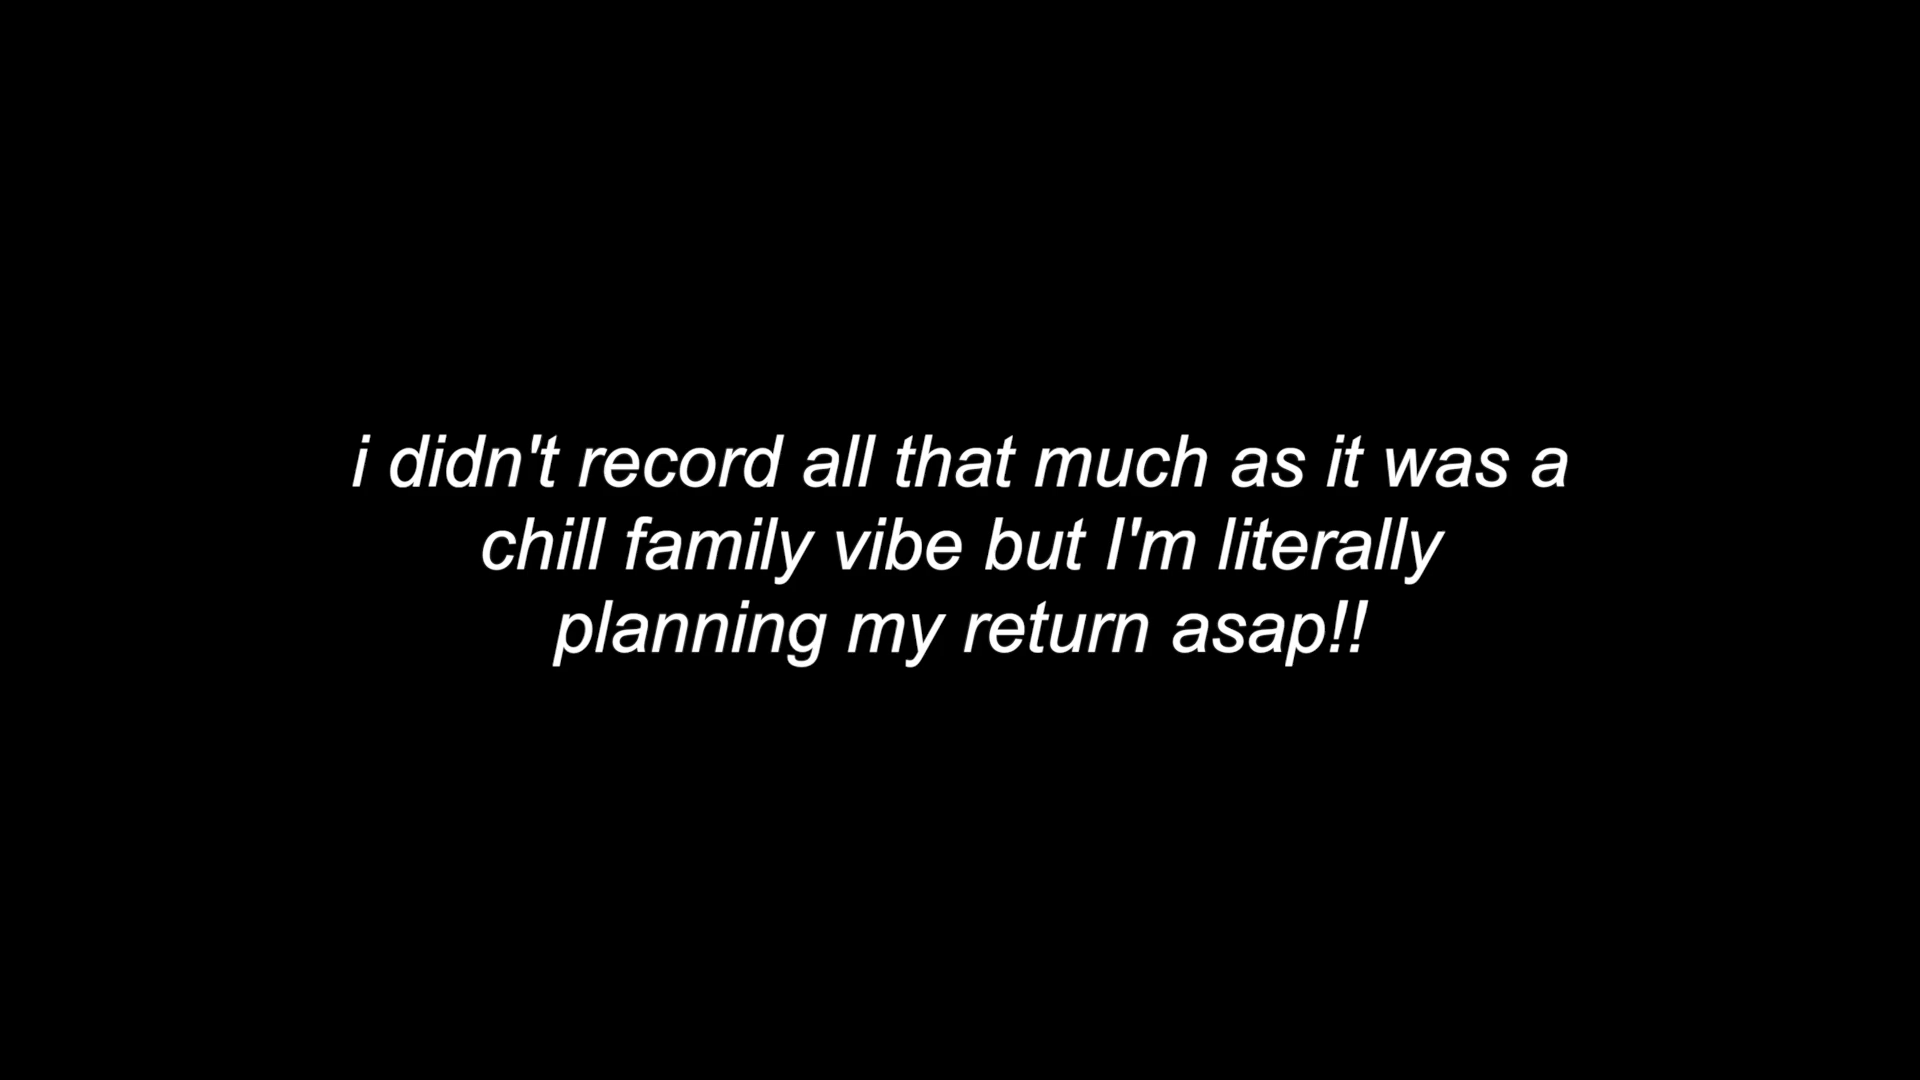 i didn't record all that much as it was a
chill family vibe but I'm literally
planning my return asap!!